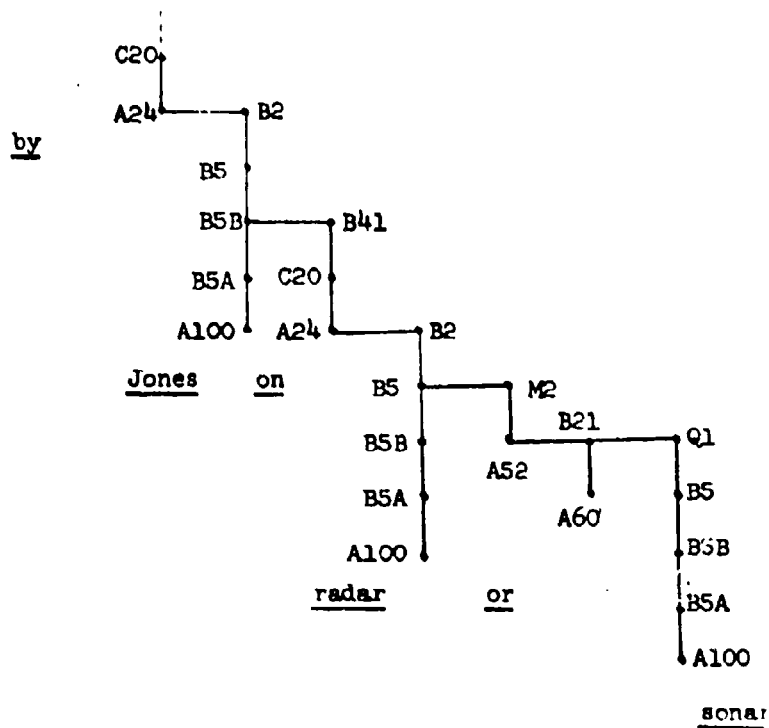 C20
A24 B2
by
B5
B5B B41
B5A C20
A100 A24 B2
Jones on
B5 M2
B21
B5B A52 Q1
B5A A60 B5
A100 B5B
radar or
B5A
A100
sonar